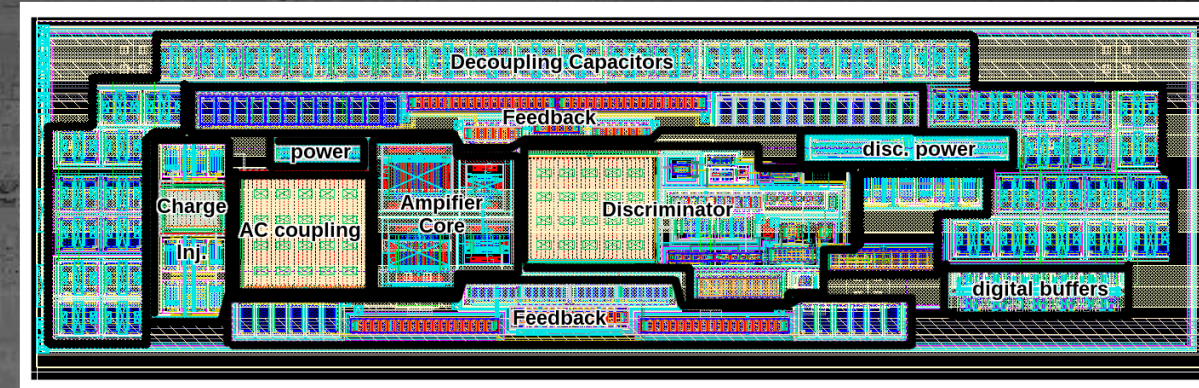 Decoupling Capacitors
Feedback
power
disc. power
Charge
Inj.
AC coupling
Ampifier
Core
Discriminator
digital buffers
Feedback